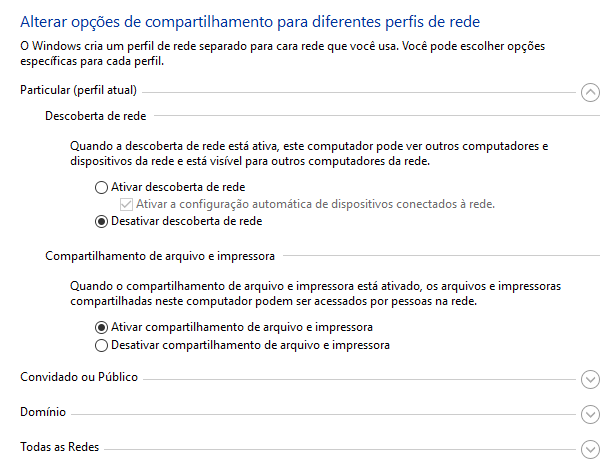 Alterar opções de compartilhamento para diferentes perfis de rede
O Windows cria um perfil de rede separado para cara rede que você usa. Você pode escolher opções
específicas para cada perfil.
Particular (perfil atual)
Descoberta de rede
Quando a descoberta de rede está ativa, este computador pode ver outros computadores e
dispositivos da rede e está visível para outros computadores da rede.
Ativar descoberta de rede
Ativar a configuração automática de dispositivos conectados à rede.
Desativar descoberta de rede
Compartilhamento de arquivo e impressora
Quando o compartilhamento de arquivo e impressora está ativado, os arquivos e impressoras
compartilhadas neste computador podem ser acessados por pessoas na rede.
Ativar compartilhamento de arquivo e impressora
Desativar compartilhamento de arquivo e impressora
Convidado ou Público
Domínio
Todas as Redes